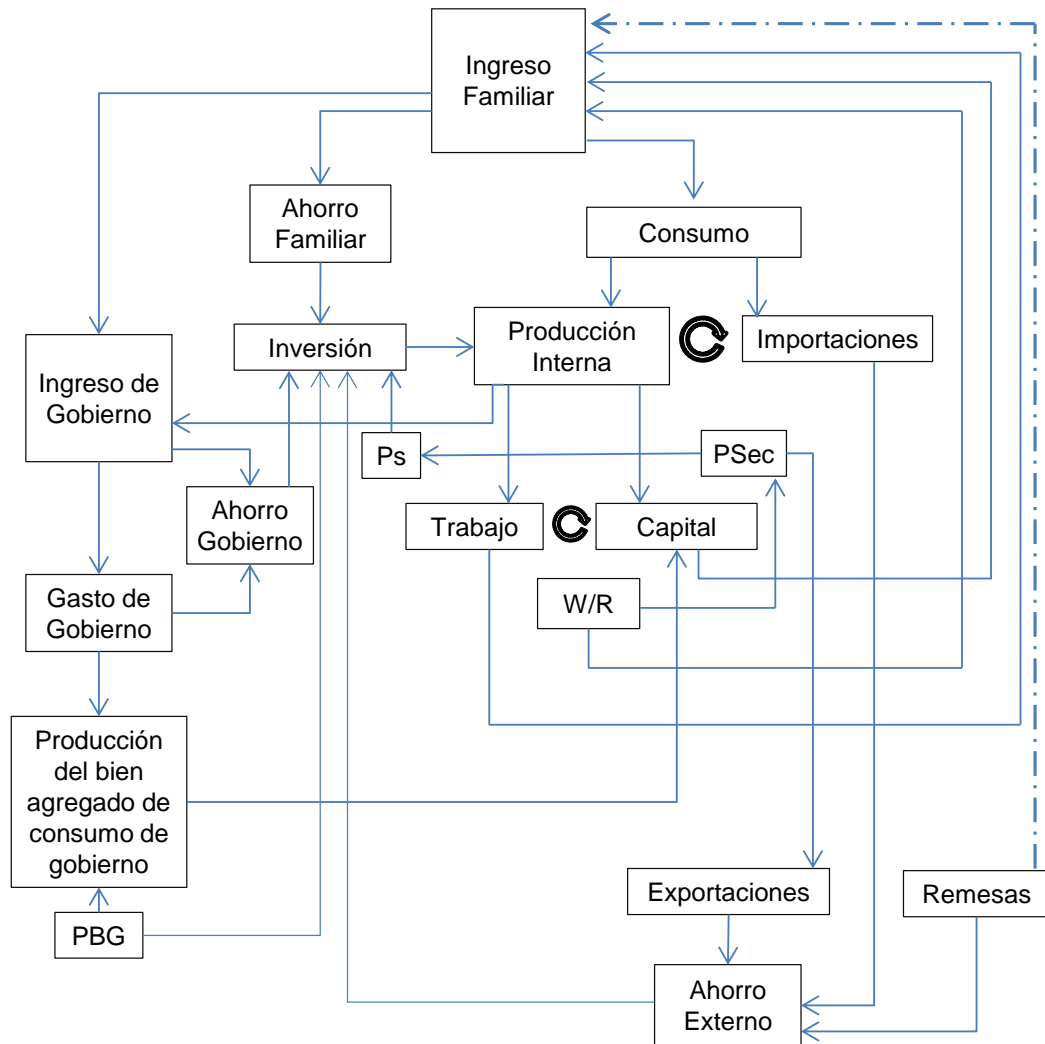 Ingreso
Familiar
Ahorro
Familiar
Consumo
Inversión
Producción
Interna
Importaciones
Ingreso de
Gobierno
Ps
PSec
Ahorro
Gobierno
Trabajo
Capital
Gasto de
Gobierno
W/R
Producción
del bien
agregado de
consumo de
gobierno
Exportaciones
Remesas
PBG
Ahorro
Externo